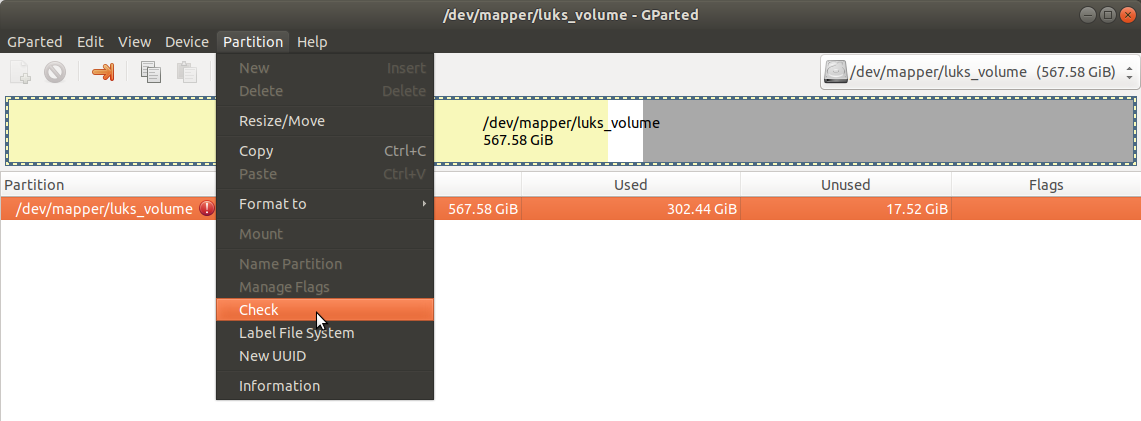 /dev/mapper/luks_volume - GParted
GParted Edit View Device Partition Help
/dev/mapper/luks_volume (567.58 GiB)
New Insert
Delete Delete
Resize/Move
Copy Ctrl+C
Paste Ctrl+V
Format to
Mount
Name Partition
Manage Flags
Check
Label File System
New UUID
Information
/dev/mapper/luks_volume
567.58 GiB
Partition Used Unused Flags
/dev/mapper/luks_volume 567.58 GiB 302.44 GiB 17.52 GiB